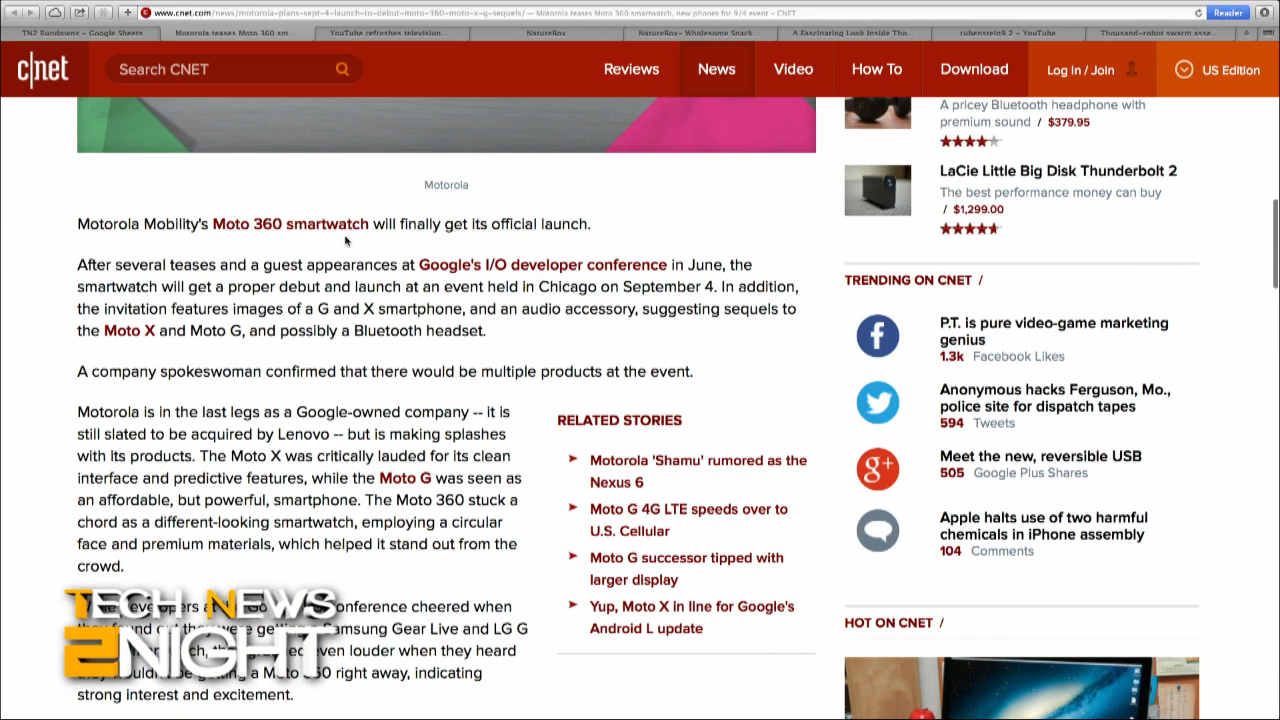 www.cnet.com/news/motorola-plans-sept-4-launch-to-debut-moto-360-moto-x-g-sequels/ — Motorola teases Moto 360 smartwatch, new phones for 9/4 event – CNET
Reader
TN2 Rundowns – Google Sheets
Motorola teases Moto 360 sm...
YouTube refreshes television...
NatureBox
NatureBox- Wholesome Snack...
A Fascinating Look Inside Tho...
rubenstein9 2 – YouTube
Thousand-robot swarm asse...
c|net
Search CNET
Reviews
News
Video
How To
Download
Log In / Join
US Edition
A pricey Bluetooth headphone with
premium sound / $379.95
LaCie Little Big Disk Thunderbolt 2
The best performance money can buy
/ $1,299.00
Motorola
Motorola Mobility's Moto 360 smartwatch will finally get its official launch.
After several teases and a guest appearances at Google's I/O developer conference in June, the
smartwatch will get a proper debut and launch at an event held in Chicago on September 4. In addition,
the invitation features images of a G and X smartphone, and an audio accessory, suggesting sequels to
the Moto X and Moto G, and possibly a Bluetooth headset.
A company spokeswoman confirmed that there would be multiple products at the event.
Motorola is in the last legs as a Google-owned company -- it is
still slated to be acquired by Lenovo -- but is making splashes
with its products. The Moto X was critically lauded for its clean
interface and predictive features, while the Moto G was seen as
an affordable, but powerful, smartphone. The Moto 360 stuck a
chord as a different-looking smartwatch, employing a circular
face and premium materials, which helped it stand out from the
crowd.
onference cheered when
they found out they were getting a Samsung Gear Live and LG G
even louder when they heard
a Moto 360 right away, indicating
strong interest and excitement.
RELATED STORIES
Motorola 'Shamu' rumored as the
Nexus 6
Moto G 4G LTE speeds over to
U.S. Cellular
Moto G successor tipped with
larger display
Yup, Moto X in line for Google's
Android L update
TRENDING ON CNET /
P.T. is pure video-game marketing
genius
1.3k Facebook Likes
Anonymous hacks Ferguson, Mo.,
police site for dispatch tapes
594 Tweets
Meet the new, reversible USB
505 Google Plus Shares
Apple halts use of two harmful
chemicals in iPhone assembly
104 Comments
HOT ON CNET /
TECH NEWS
2NIGHT